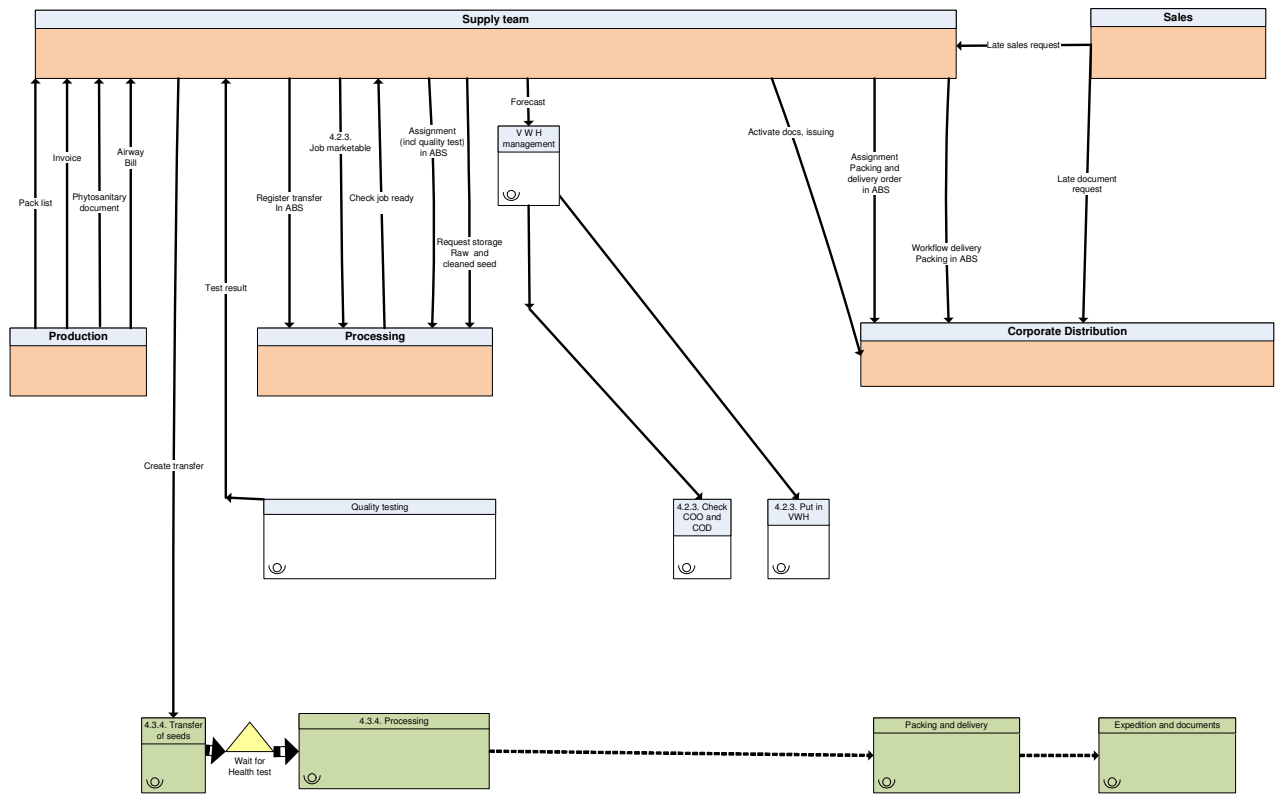 Supply team
Sales
Late sales request
Forecast
V W H
management
4.2.3.
Job marketable
Assignment
(incl quality test)
in ABS
Activate docs, issuing
Invoice
Airway
Bill
Assignment
Packing and
delivery order
in ABS
Late document
request
Pack list
Phytosanitary
document
Register transfer
In ABS
Check job ready
Request storage
Raw and
cleaned seed
Workflow delivery
Packing in ABS
Test result
Production
Processing
Corporate Distribution
Create transfer
Quality testing
4.2.3. Check
COO and
COD
4.2.3. Put in
VWH
4.3.4. Transfer
of seeds
Wait for
Health test
4.3.4. Processing
Packing and delivery
Expedition and documents